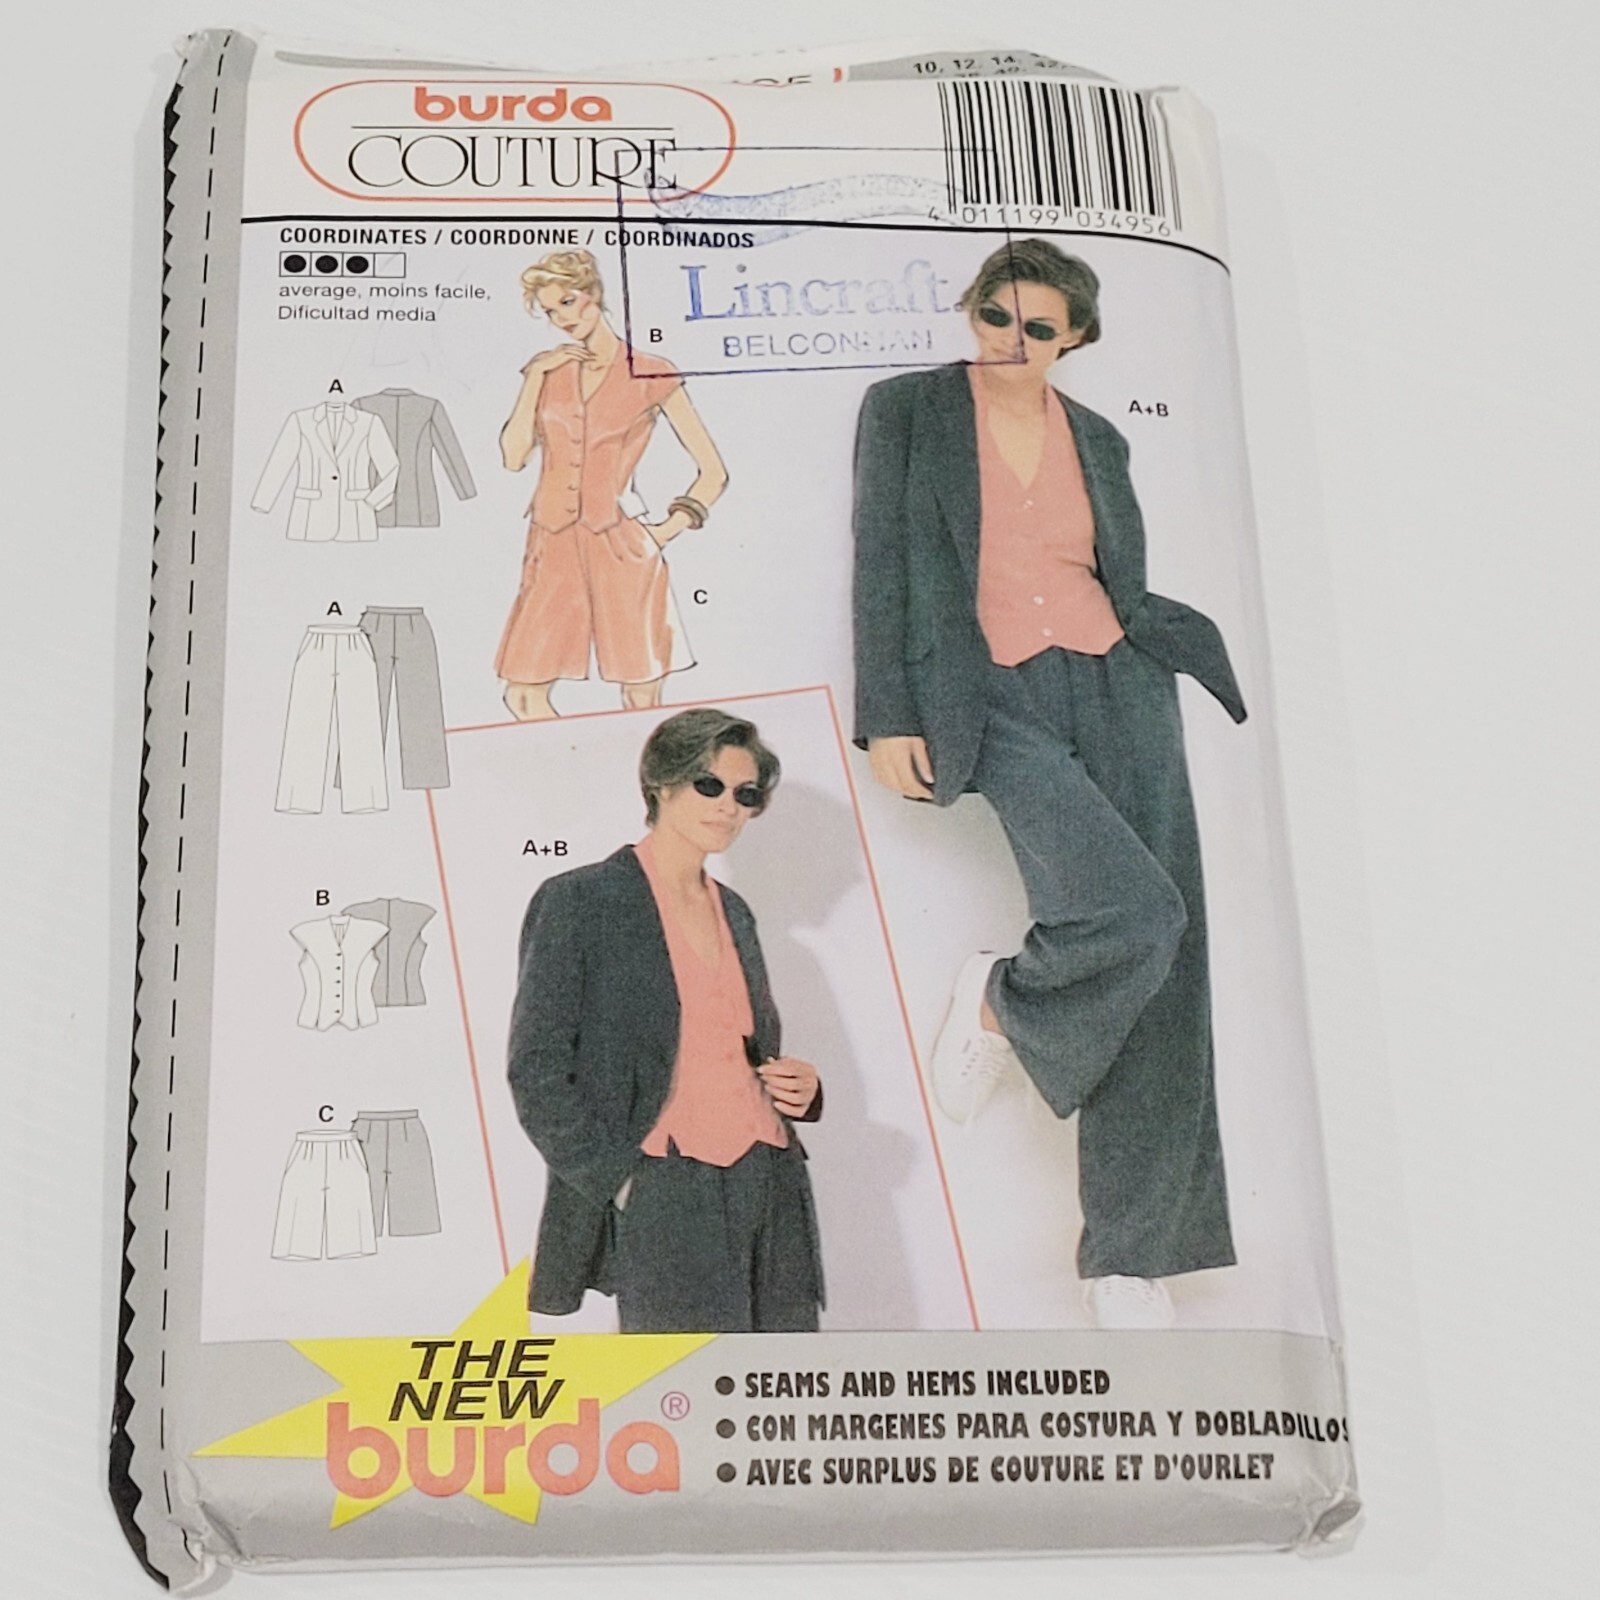 10, 12, 14,
burda
COUTURE
4 011199 034956
COORDINATES / COORDONNE / COORDINADOS
average, moins facile,
Dificultad media
Lincraft
BELCONNAN
B
A
A+B
A
C
A+B
B
C
THE
NEW
burda®
● SEAMS AND HEMS INCLUDED
● CON MARGENES PARA COSTURA Y DOBLADILLOS
● AVEC SURPLUS DE COUTURE ET D'OURLET